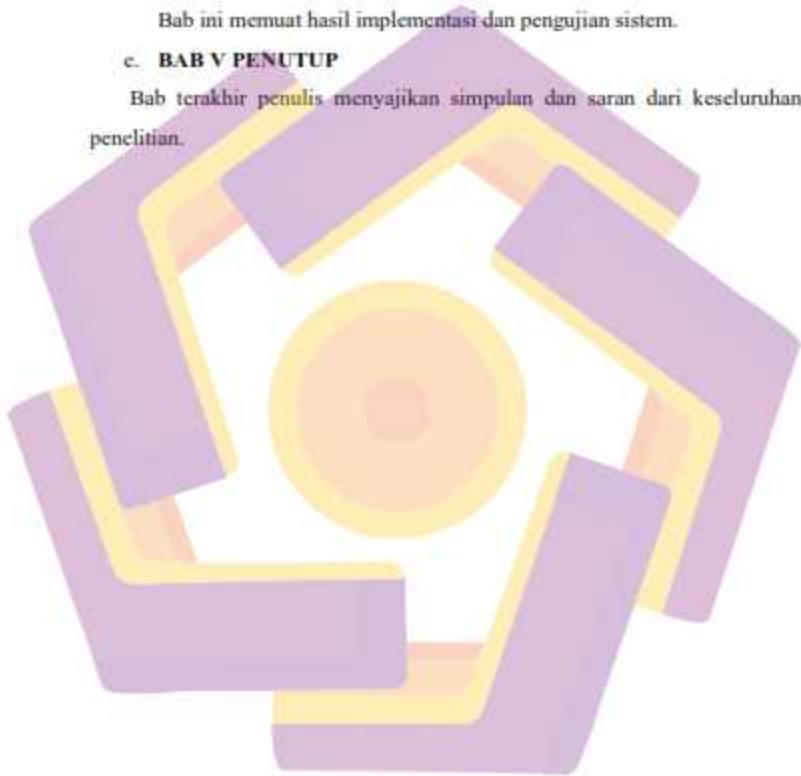 Bab ini memuat hasil implementasi dan pengujian sistem.
e. BAB V PENUTUP
Bab terakhir penulis menyajikan simpulan dan saran dari keseluruhan
penelitian.